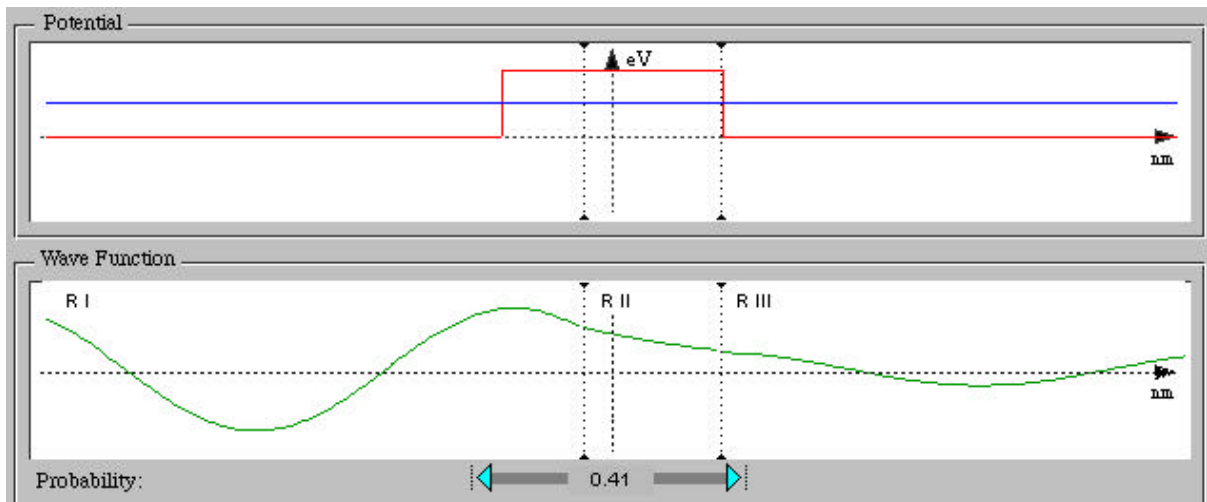 Potential
eV
nm
Wave Function
R I
R II
R III
nm
Probability:
0.41